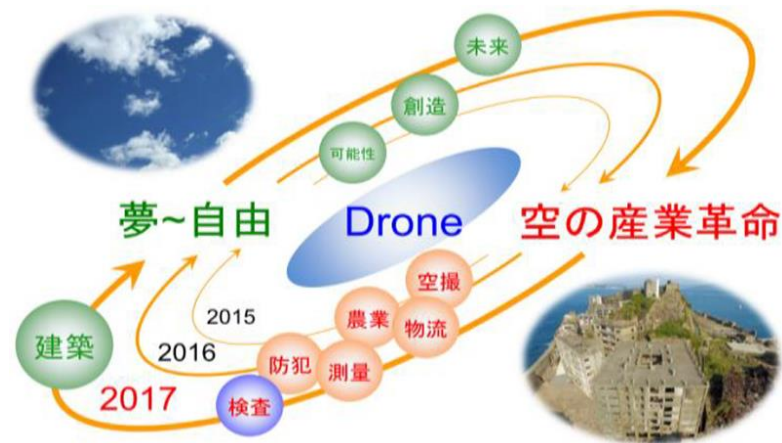 未来
創造
可能性
夢~自由
Drone
空の産業革命
空撮
2015
農業
物流
建築
2016
防犯
測量
2017
検査